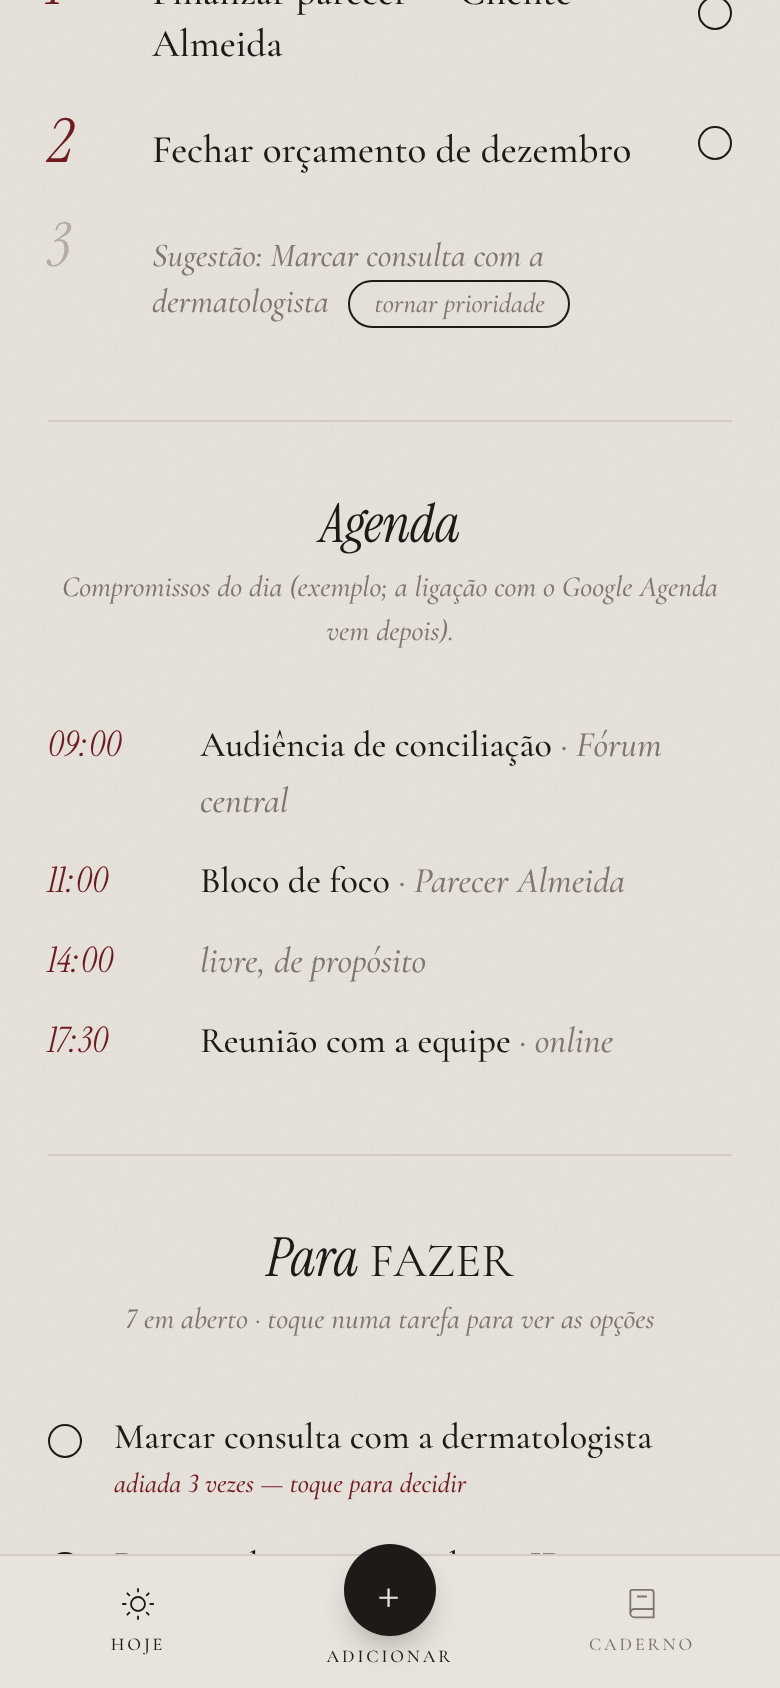 Finalizar parecer — Cliente
Almeida
2
Fechar orçamento de dezembro
3
Sugestão: Marcar consulta com a
dermatologista tornar prioridade
Agenda
Compromissos do dia (exemplo; a ligação com o Google Agenda
vem depois).
09:00 Audiência de conciliação · Fórum
central
11:00 Bloco de foco · Parecer Almeida
14:00 livre, de propósito
17:30 Reunião com a equipe · online
Para FAZER
7 em aberto · toque numa tarefa para ver as opções
Marcar consulta com a dermatologista
adiada 3 vezes — toque para decidir
+
HOJE
ADICIONAR
CADERNO